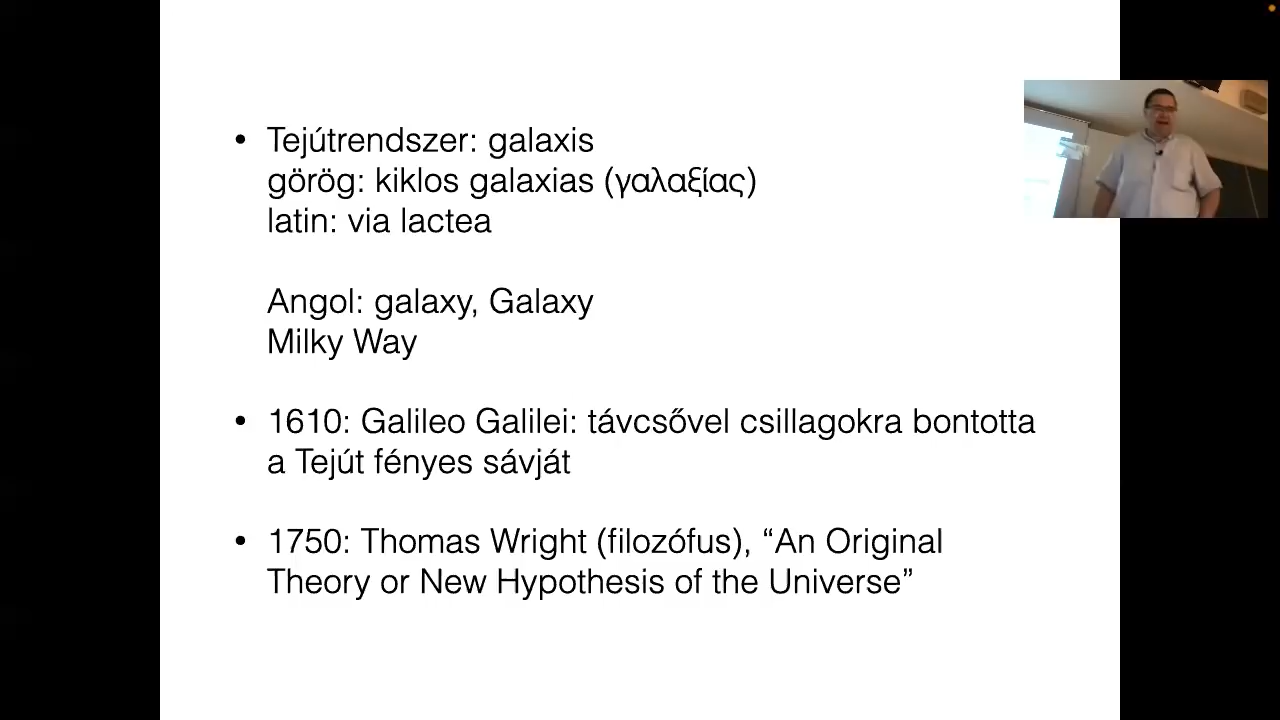 • Tejútrendszer: galaxis
görög: kiklos galaxias (γαλαξίας)
latin: via lactea
Angol: galaxy, Galaxy
Milky Way
• 1610: Galileo Galilei: távcsővel csillagokra bontotta
a Tejút fényes sávját
• 1750: Thomas Wright (filozófus), “An Original
Theory or New Hypothesis of the Universe”